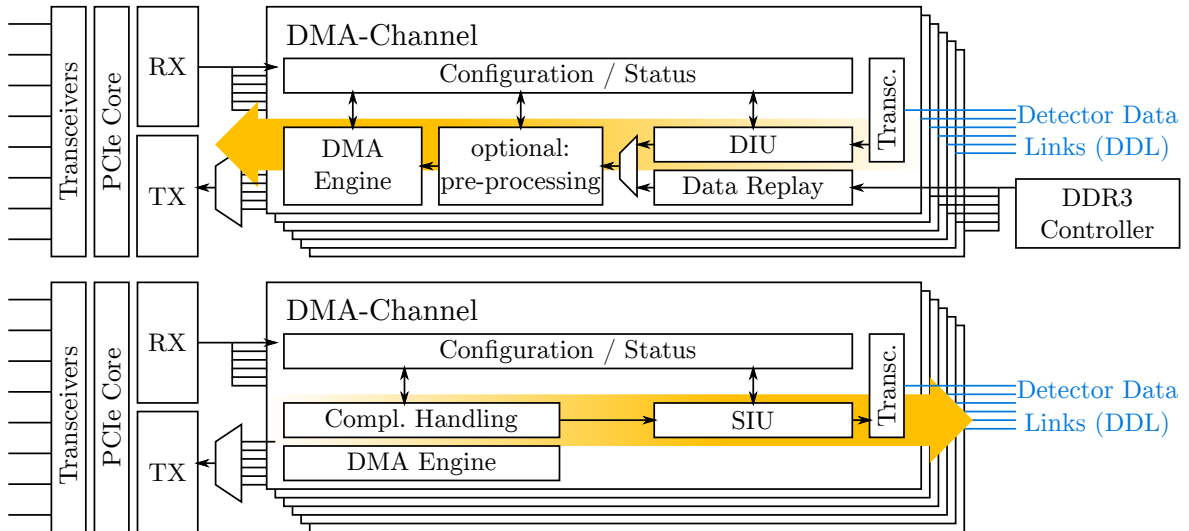 DMA-Channel
RX
Configuration / Status
Transceivers
PCIe Core
Transc.
Detector Data
Links (DDL)
TX
DMA
Engine
optional:
pre-processing
DIU
Data Replay
DDR3
Controller
DMA-Channel
RX
Configuration / Status
Transceivers
PCIe Core
Transc.
Detector Data
Links (DDL)
TX
Compl. Handling
SIU
DMA Engine